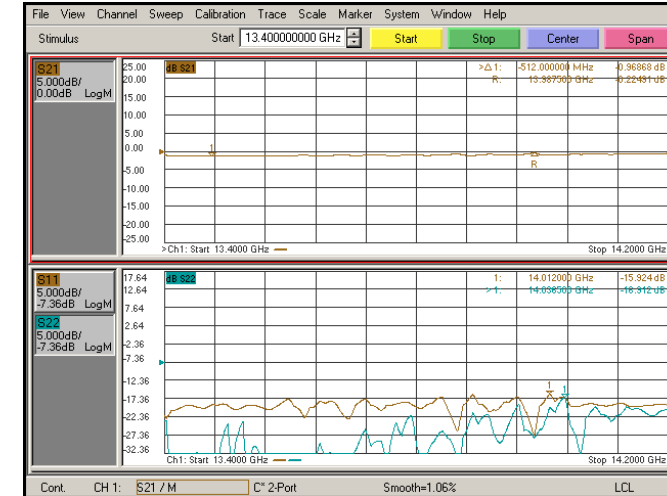 File View Channel Sweep Calibration Trace Scale Marker System Window Help
Stimulus Start 13.400000000 GHz Start Stop Center Span
S21
5.000dB/
0.00dB LogM
25.00
20.00
15.00
10.00
5.00
0.00
-5.00
-10.00
-15.00
-20.00
-25.00
dB S21
>△ 1: -512.000000 MHz -0.96868 dB
R: 13.987500 GHz -0.22491 dB
1
R
>Ch1: Start 13.4000 GHz Stop 14.2000 GHz
S11
5.000dB/
-7.36dB LogM
S22
5.000dB/
-7.36dB LogM
17.64
12.64
7.64
2.64
-2.36
-7.36
-12.36
-17.36
-22.36
-27.36
-32.36
dB S22
1: 14.012000 GHz -15.924 dB
>1: 14.036500 GHz -16.912 dB
1
1
Ch1: Start 13.4000 GHz Stop 14.2000 GHz
Cont. CH 1: S21 / M C* 2-Port Smooth=1.06% LCL